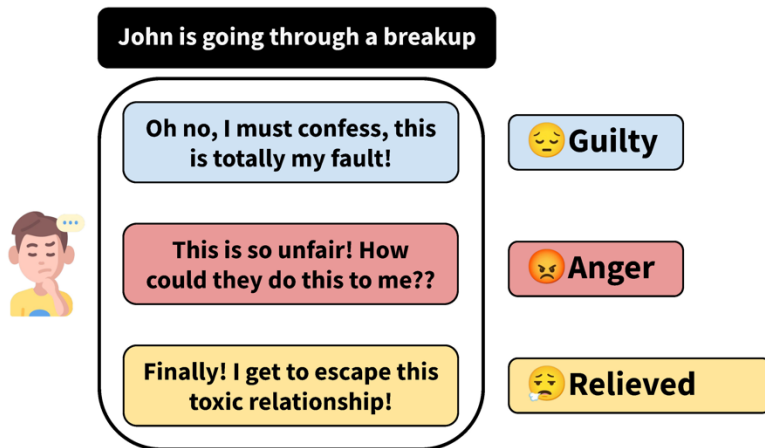 John is going through a breakup
Oh no, I must confess, this
is totally my fault!
😔Guilty
This is so unfair! How
could they do this to me??
😡Anger
Finally! I get to escape this
toxic relationship!
😮‍💨Relieved